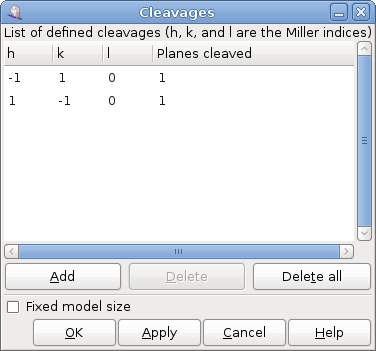 Cleavages
List of defined cleavages (h, k, and l are the Miller indices)
h k l Planes cleaved
-1 1 0 1
1 -1 0 1
Add Delete Delete all
Fixed model size
OK Apply Cancel Help